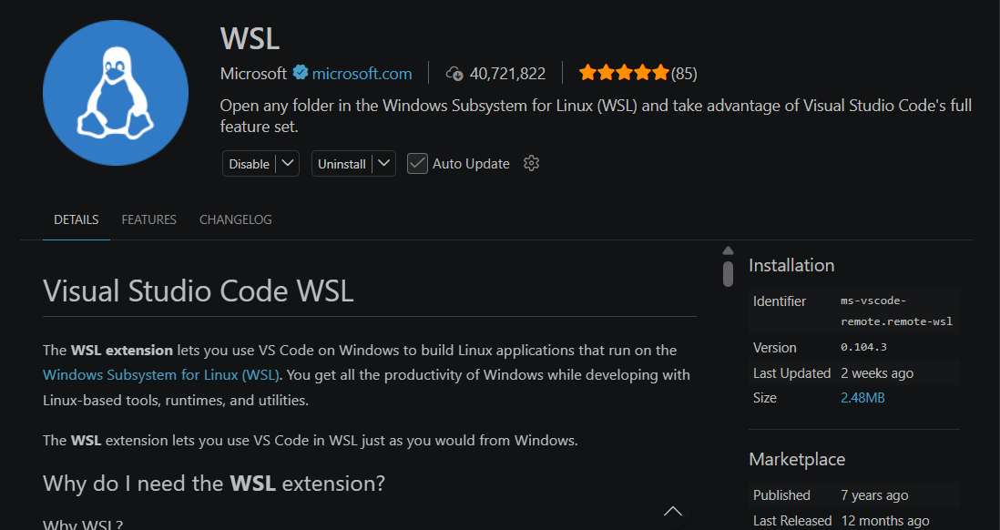 WSL
Microsoft microsoft.com 40,721,822 (85)
Open any folder in the Windows Subsystem for Linux (WSL) and take advantage of Visual Studio Code's full
feature set.
Disable Uninstall Auto Update
DETAILS FEATURES CHANGELOG
Visual Studio Code WSL
The WSL extension lets you use VS Code on Windows to build Linux applications that run on the
Windows Subsystem for Linux (WSL). You get all the productivity of Windows while developing with
Linux-based tools, runtimes, and utilities.
The WSL extension lets you use VS Code in WSL just as you would from Windows.
Why do I need the WSL extension?
Why WSL?
Installation
Identifier ms-vscode-
remote.remote-wsl
Version 0.104.3
Last Updated 2 weeks ago
Size 2.48MB
Marketplace
Published 7 years ago
Last Released 12 months ago